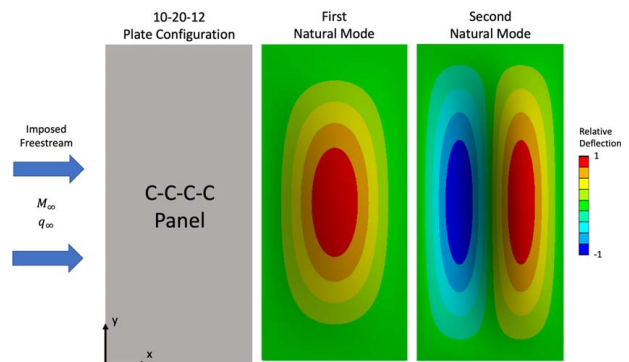 10-20-12
Plate Configuration
First
Natural Mode
Second
Natural Mode
Imposed
Freestream
M∞
q∞
C-C-C-C
Panel
y
x
Relative
Deflection
1
-1